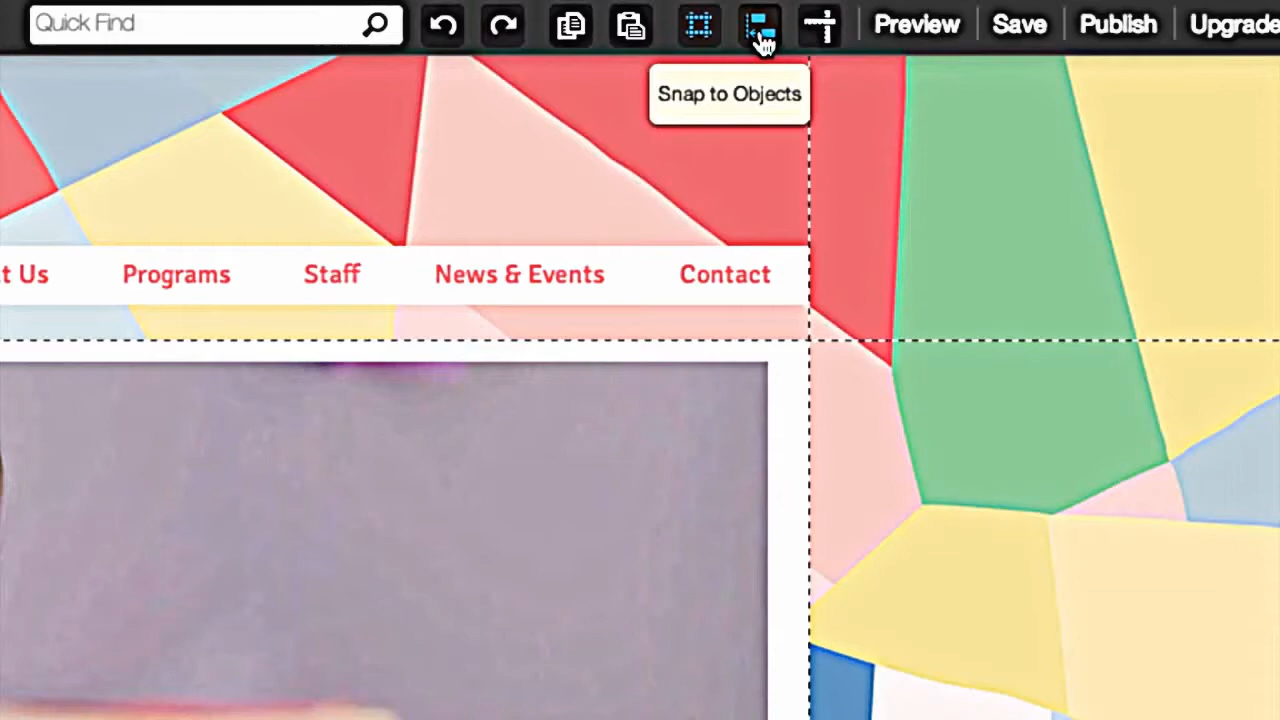 Quick Find
Preview
Save
Publish
Upgrade
Snap to Objects
t Us
Programs
Staff
News & Events
Contact